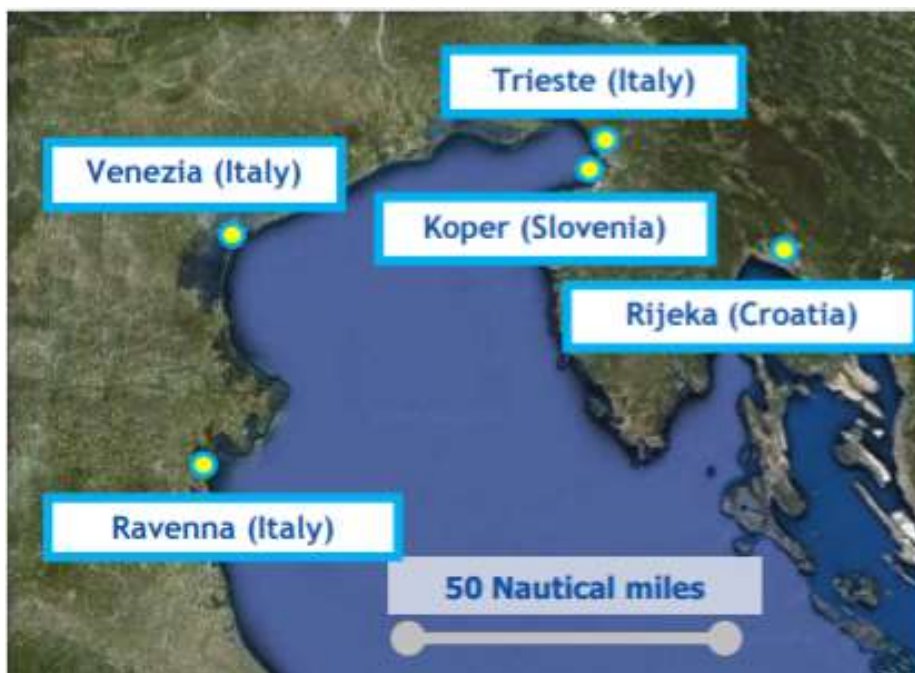 Trieste (Italy)
Venezia (Italy)
Koper (Slovenia)
Rijeka (Croatia)
Ravenna (Italy)
50 Nautical miles